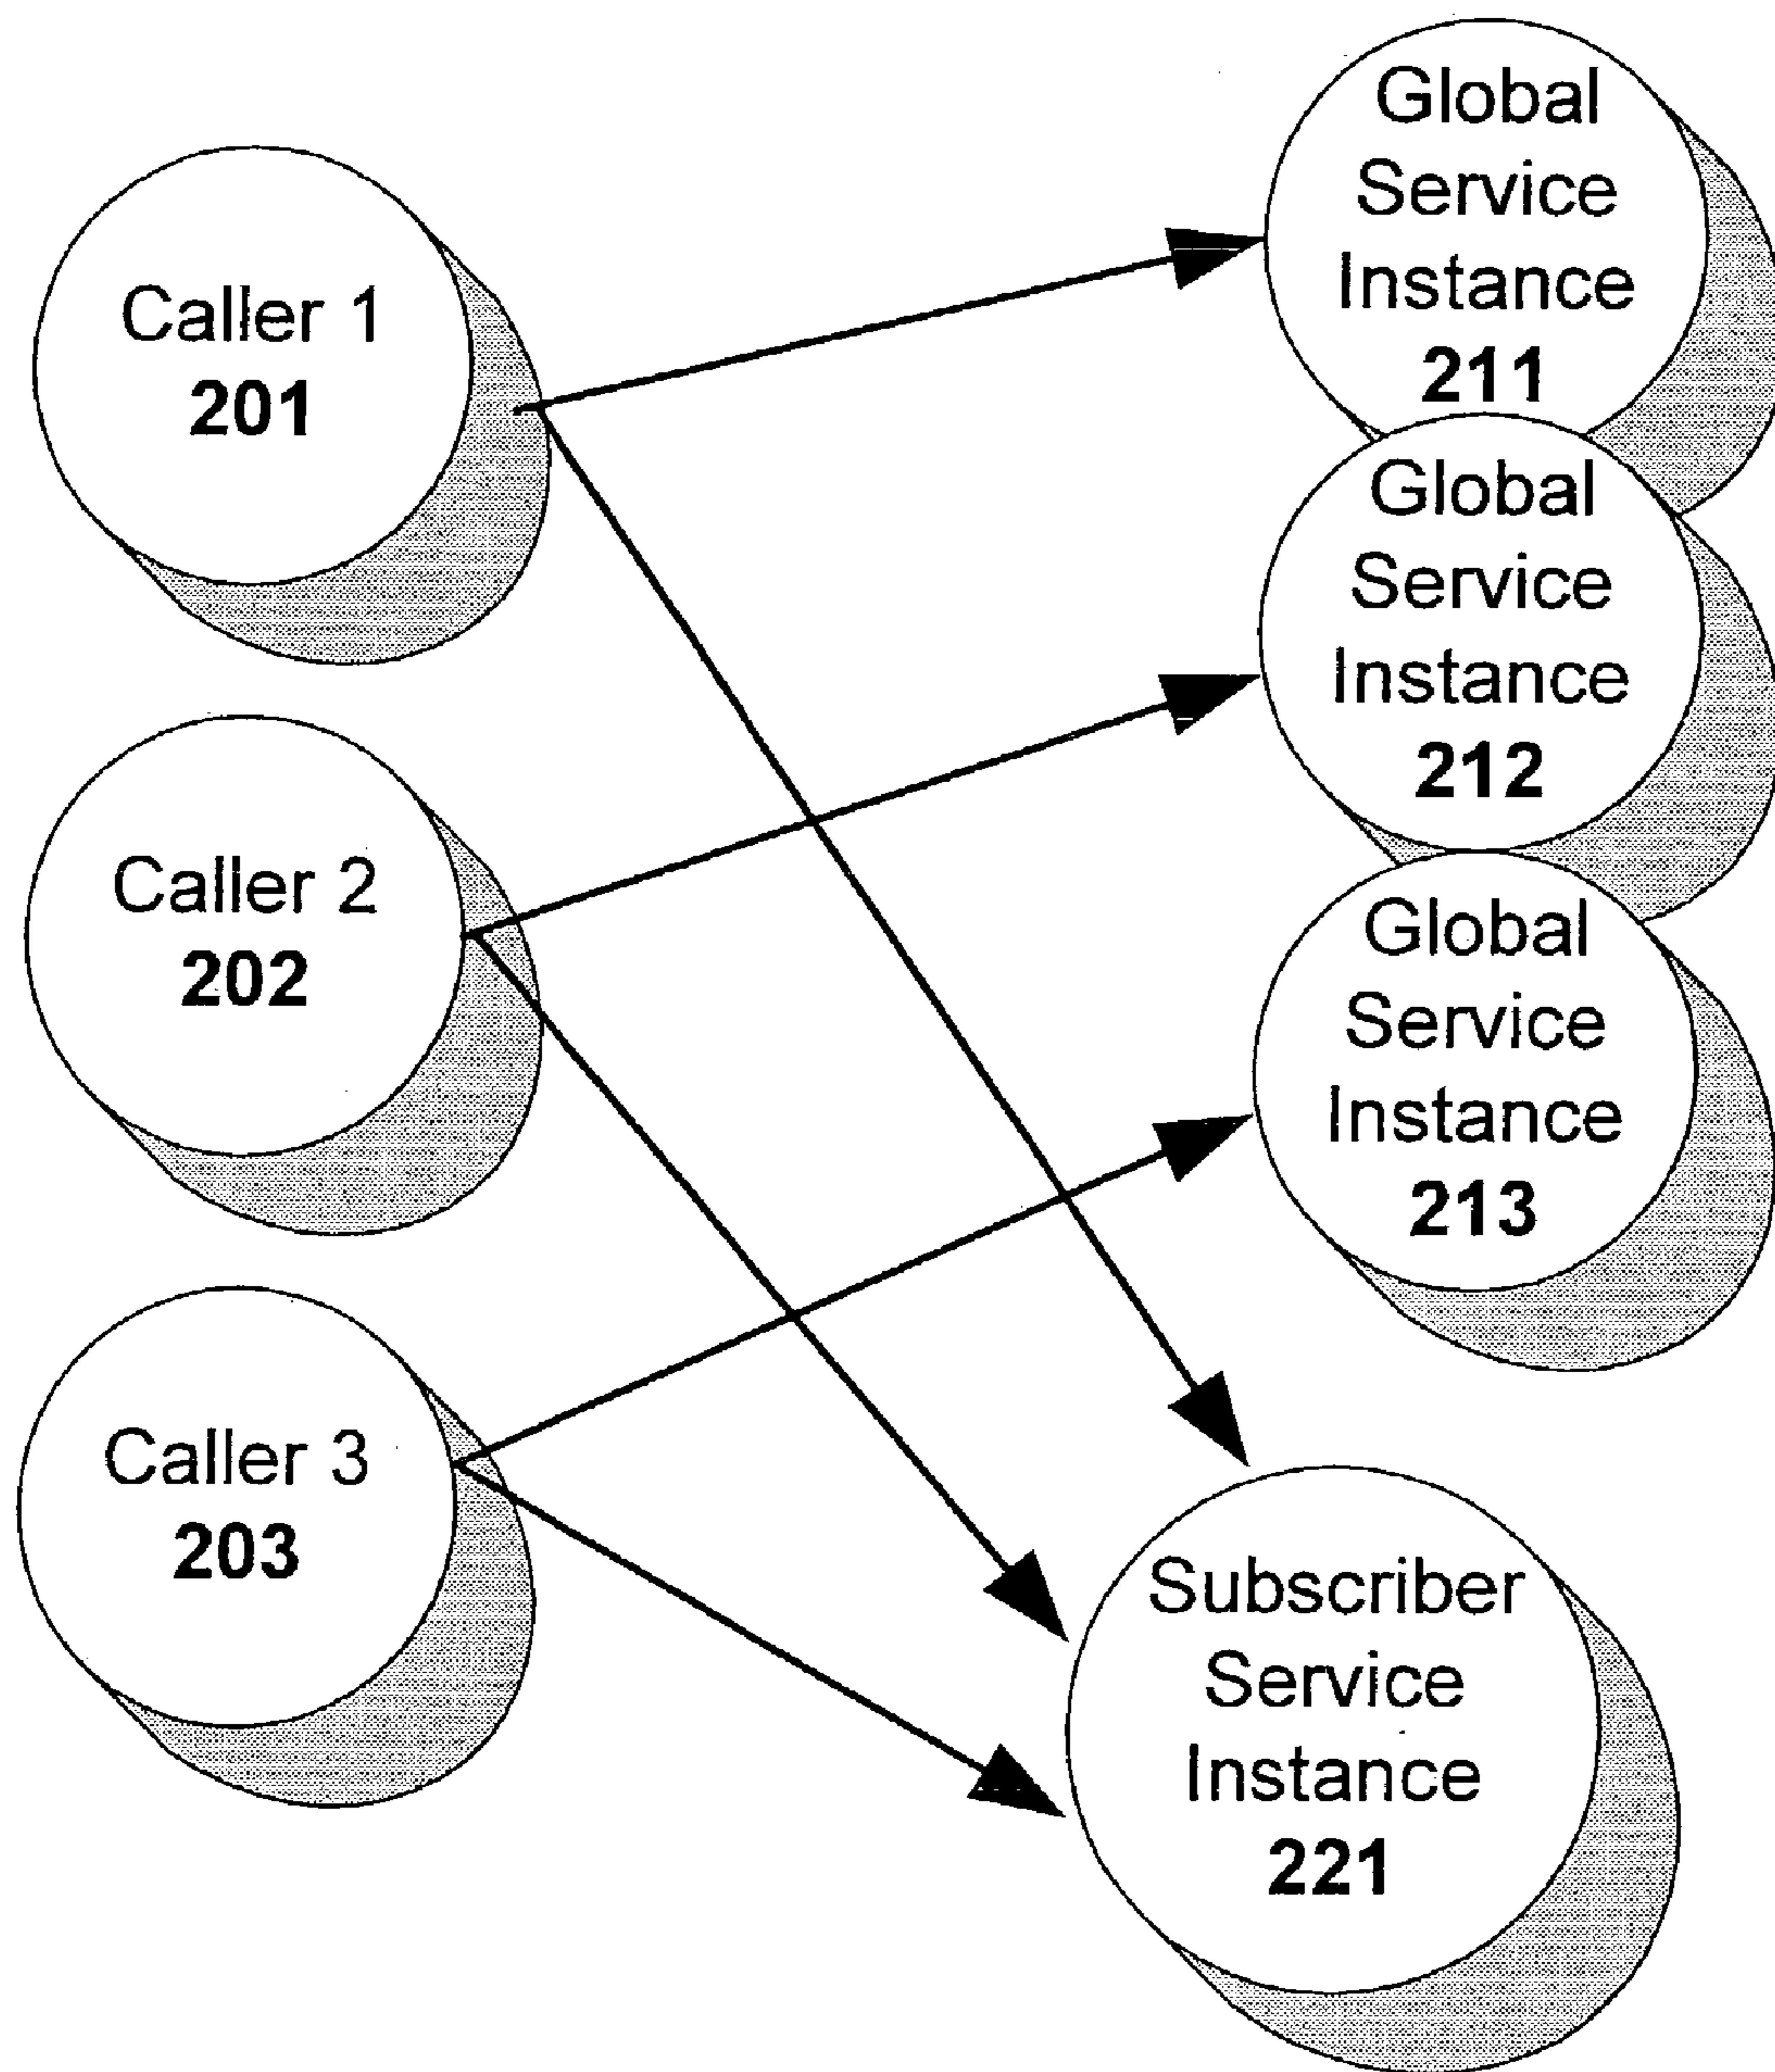 Caller 1
201
Caller 2
202
Caller 3
203
Global
Service
Instance
211
Global
Service
Instance
212
Global
Service
Instance
213
Subscriber
Service
Instance
221